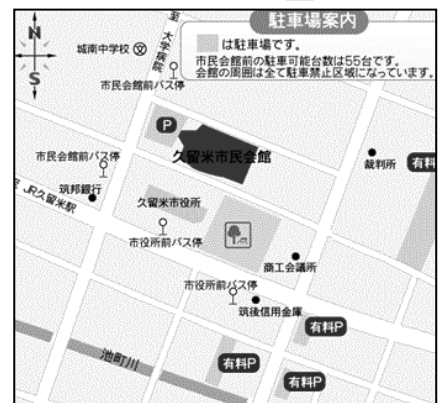 駐車場案内
は駐車場です。
市民会館前の駐車可能台数は55台です。
会館の周囲は全て駐車禁止区域になっています。
N
S
至 大学病院
城南中学校
文
市民会館前バス停
P
久留米市民会館
市民会館前バス停
筑邦銀行
至 JR久留米駅
久留米市役所
市役所前バス停
裁判所
有料
商工会議所
市役所前バス停
筑後信用金庫
有料P
有料P
有料P
池町川